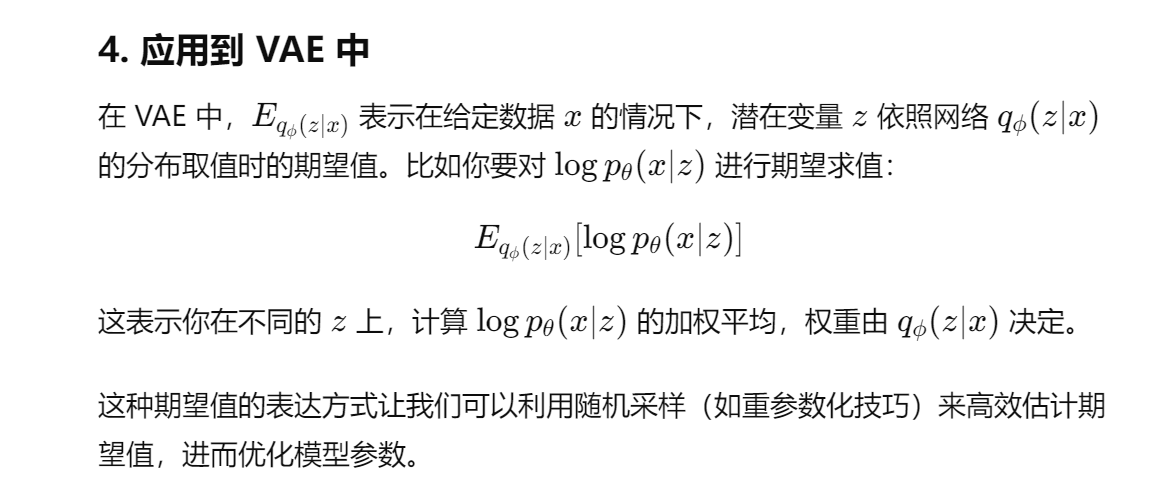 4. 应用到 VAE 中
在 VAE 中，$E_{q_\phi(z|x)}$ 表示在给定数据 $x$ 的情况下，潜在变量 $z$ 依照网络 $q_\phi(z|x)$
的分布取值时的期望值。比如你要对 $\log p_\theta(x|z)$ 进行期望求值：
$E_{q_\phi(z|x)}[\log p_\theta(x|z)]$
这表示你在不同的 $z$ 上，计算 $\log p_\theta(x|z)$ 的加权平均，权重由 $q_\phi(z|x)$ 决定。
这种期望值的表达方式让我们可以利用随机采样（如重参数化技巧）来高效估计期
望值，进而优化模型参数。